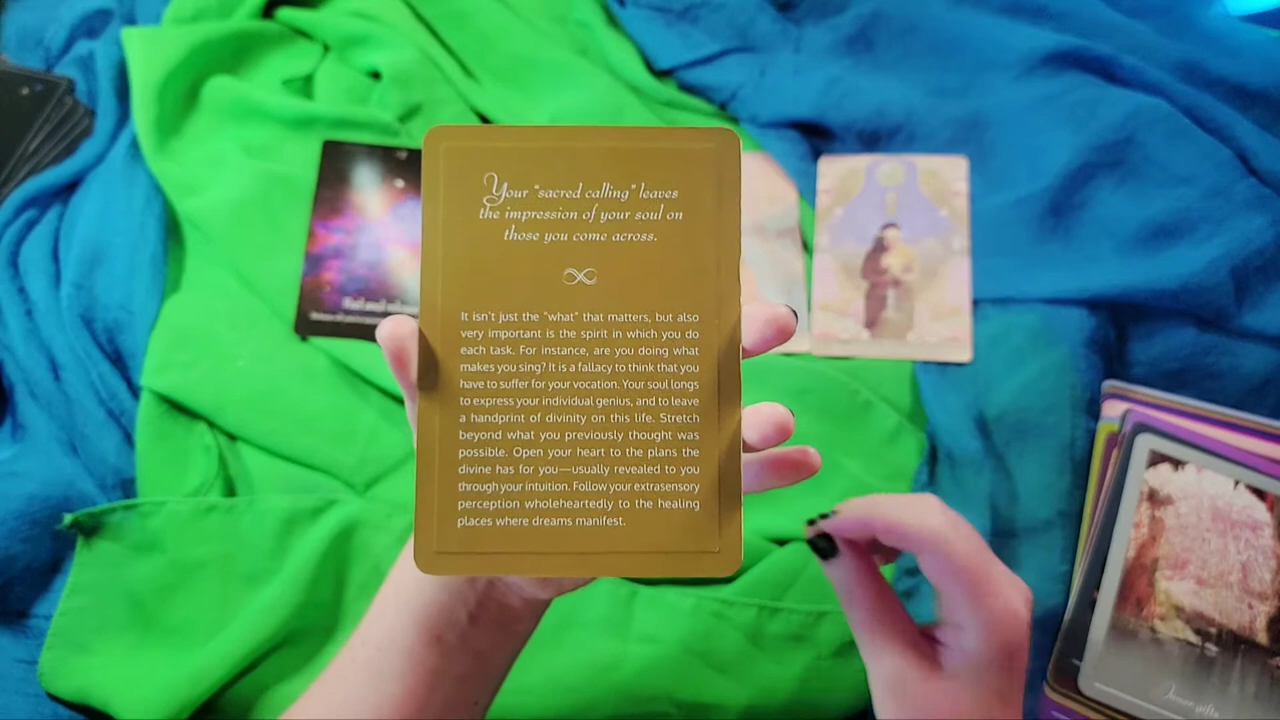 Your "sacred calling" leaves
the impression of your soul on
those you come across.
It isn't just the "what" that matters, but also
very important is the spirit in which you do
each task. For instance, are you doing what
makes you sing? It is a fallacy to think that you
have to suffer for your vocation. Your soul longs
to express your individual genius, and to leave
a handprint of divinity on this life. Stretch
beyond what you previously thought was
possible. Open your heart to the plans the
divine has for you—usually revealed to you
through your intuition. Follow your extrasensory
perception wholeheartedly to the healing
places where dreams manifest.